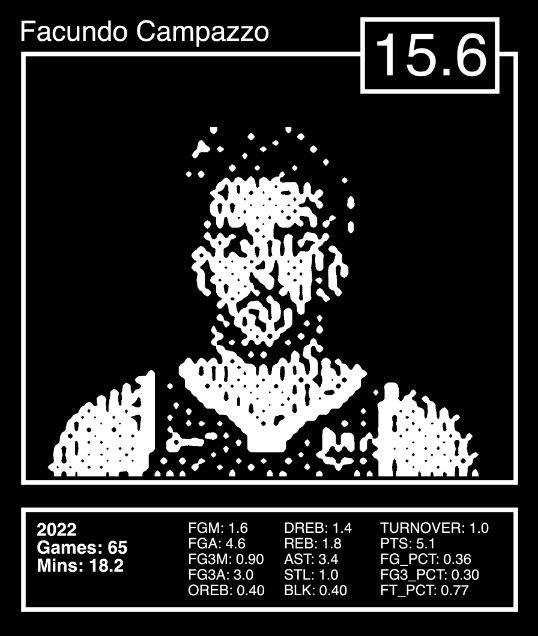 Facundo Campazzo
15.6
2022
Games: 65
Mins: 18.2
FGM: 1.6
FGA: 4.6
FG3M: 0.90
FG3A: 3.0
OREB: 0.40
DREB: 1.4
REB: 1.8
AST: 3.4
STL: 1.0
BLK: 0.40
TURNOVER: 1.0
PTS: 5.1
FG_PCT: 0.36
FG3_PCT: 0.30
FT_PCT: 0.77